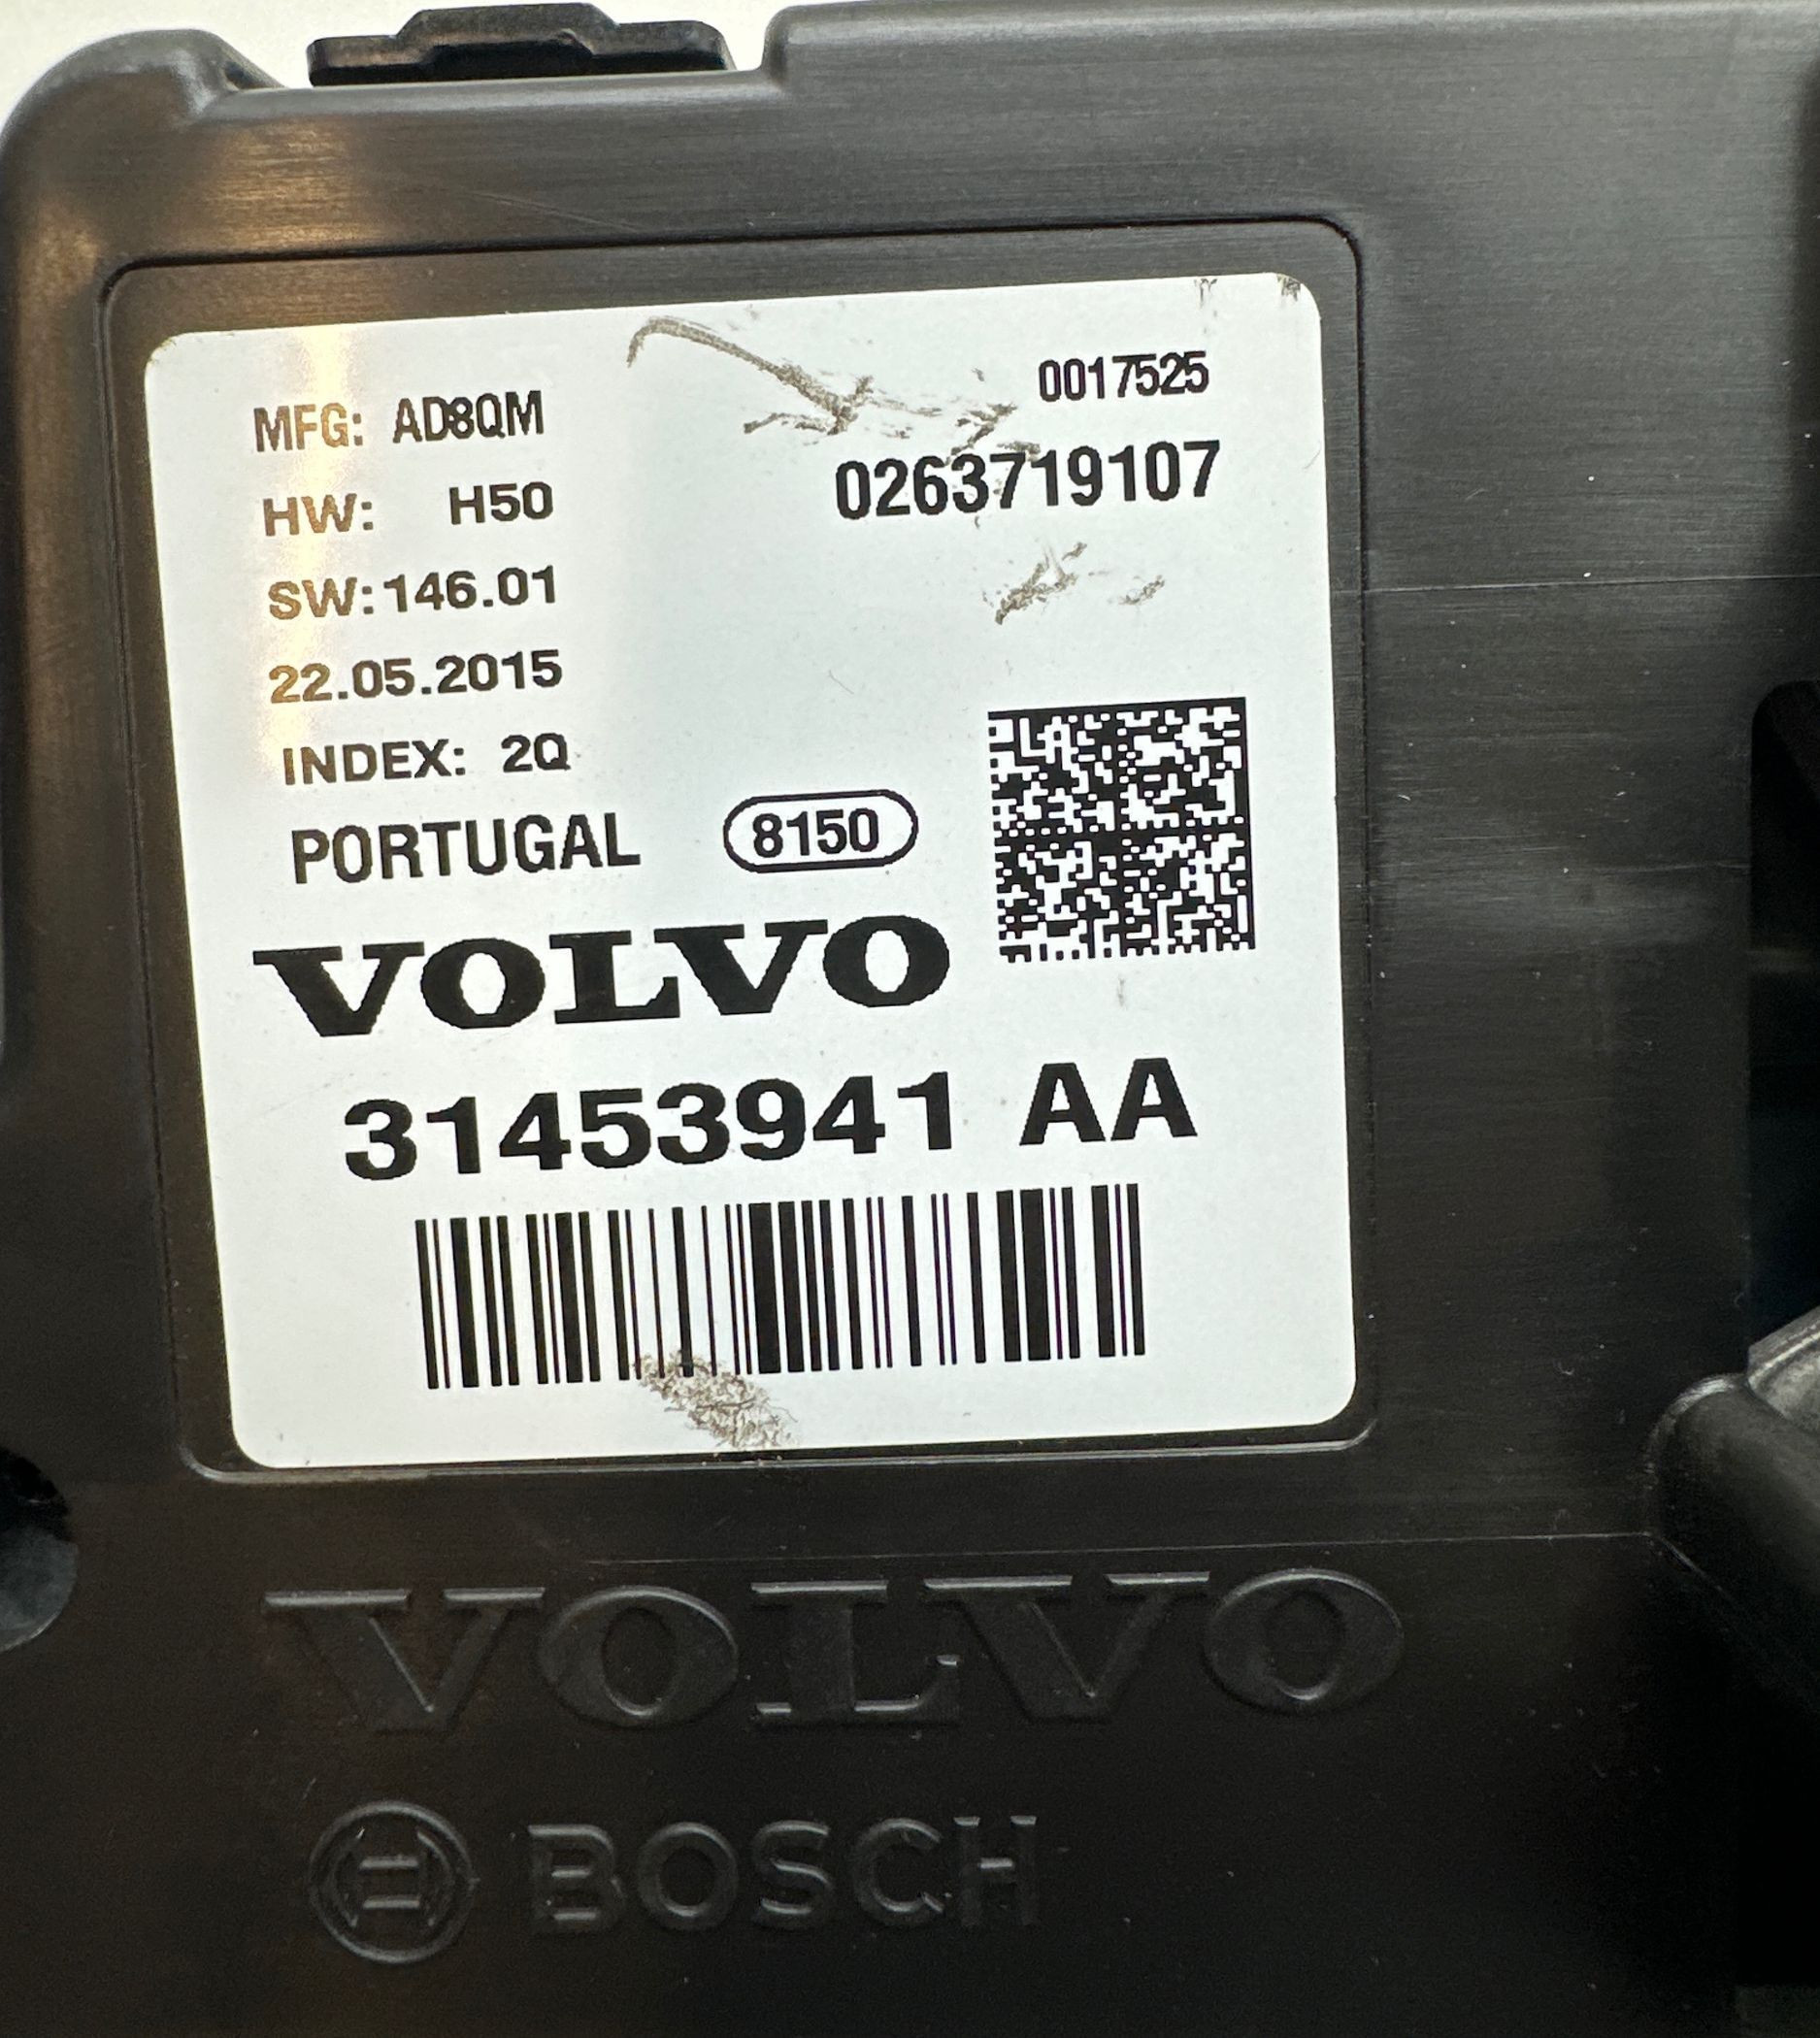 0017525
MFG: AD8QM
0263719107
HW: H50
SW:146.01
22.05.2015
INDEX: 2Q
PORTUGAL 8150
VOLVO
31453941 AA
VOLVO
BOSCH